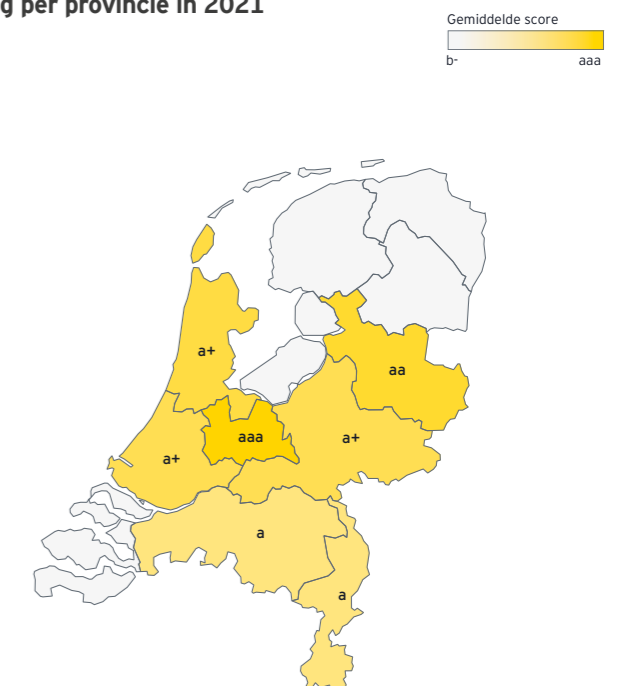 g per provincie in 2021
Gemiddelde score
b- aaa
a+
aa
aaa
a+
a+
a
a